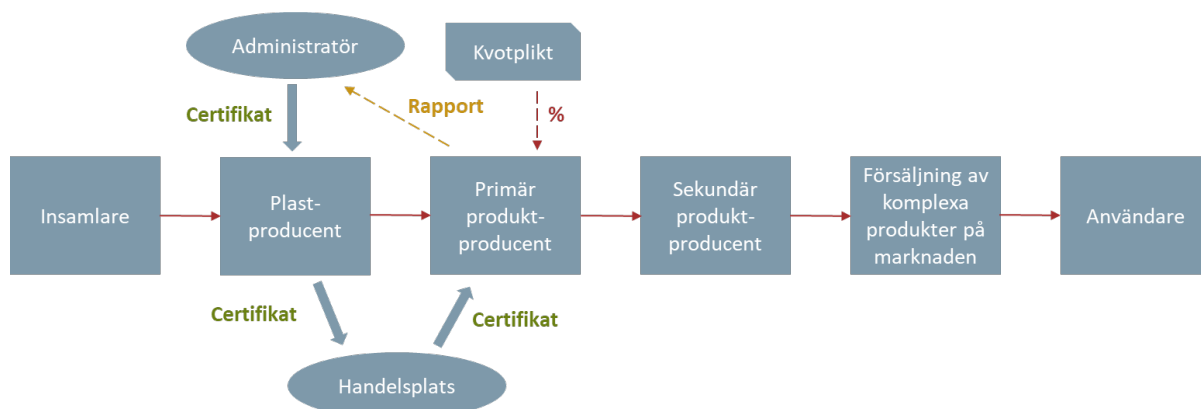 Administratör
Kvotplikt
Certifikat
Rapport
%
Insamlare
Plast-
producent
Primär
produkt-
producent
Sekundär
produkt-
producent
Försäljning av
komplexa
produkter på
marknaden
Användare
Certifikat
Certifikat
Handelsplats